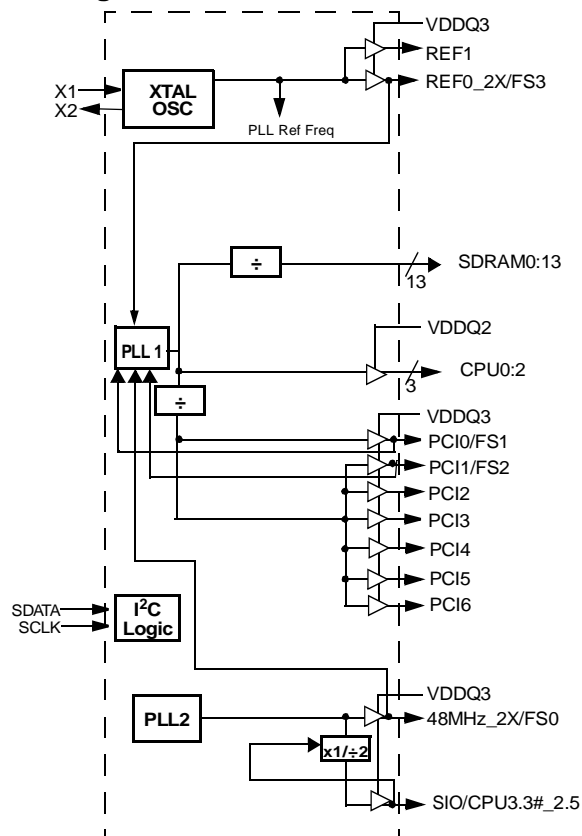 VDDQ3
REF1
X1
XTAL
OSC
REF0_2X/FS3
X2
PLL Ref Freq
÷
SDRAM0:13
13
VDDQ2
PLL 1
CPU0:2
3
÷
VDDQ3
PCI0/FS1
PCI1/FS2
PCI2
PCI3
PCI4
PCI5
PCI6
SDATA
SCLK
I²C
Logic
VDDQ3
PLL2
48MHz_2X/FS0
x1/÷2
SIO/CPU3.3#_2.5